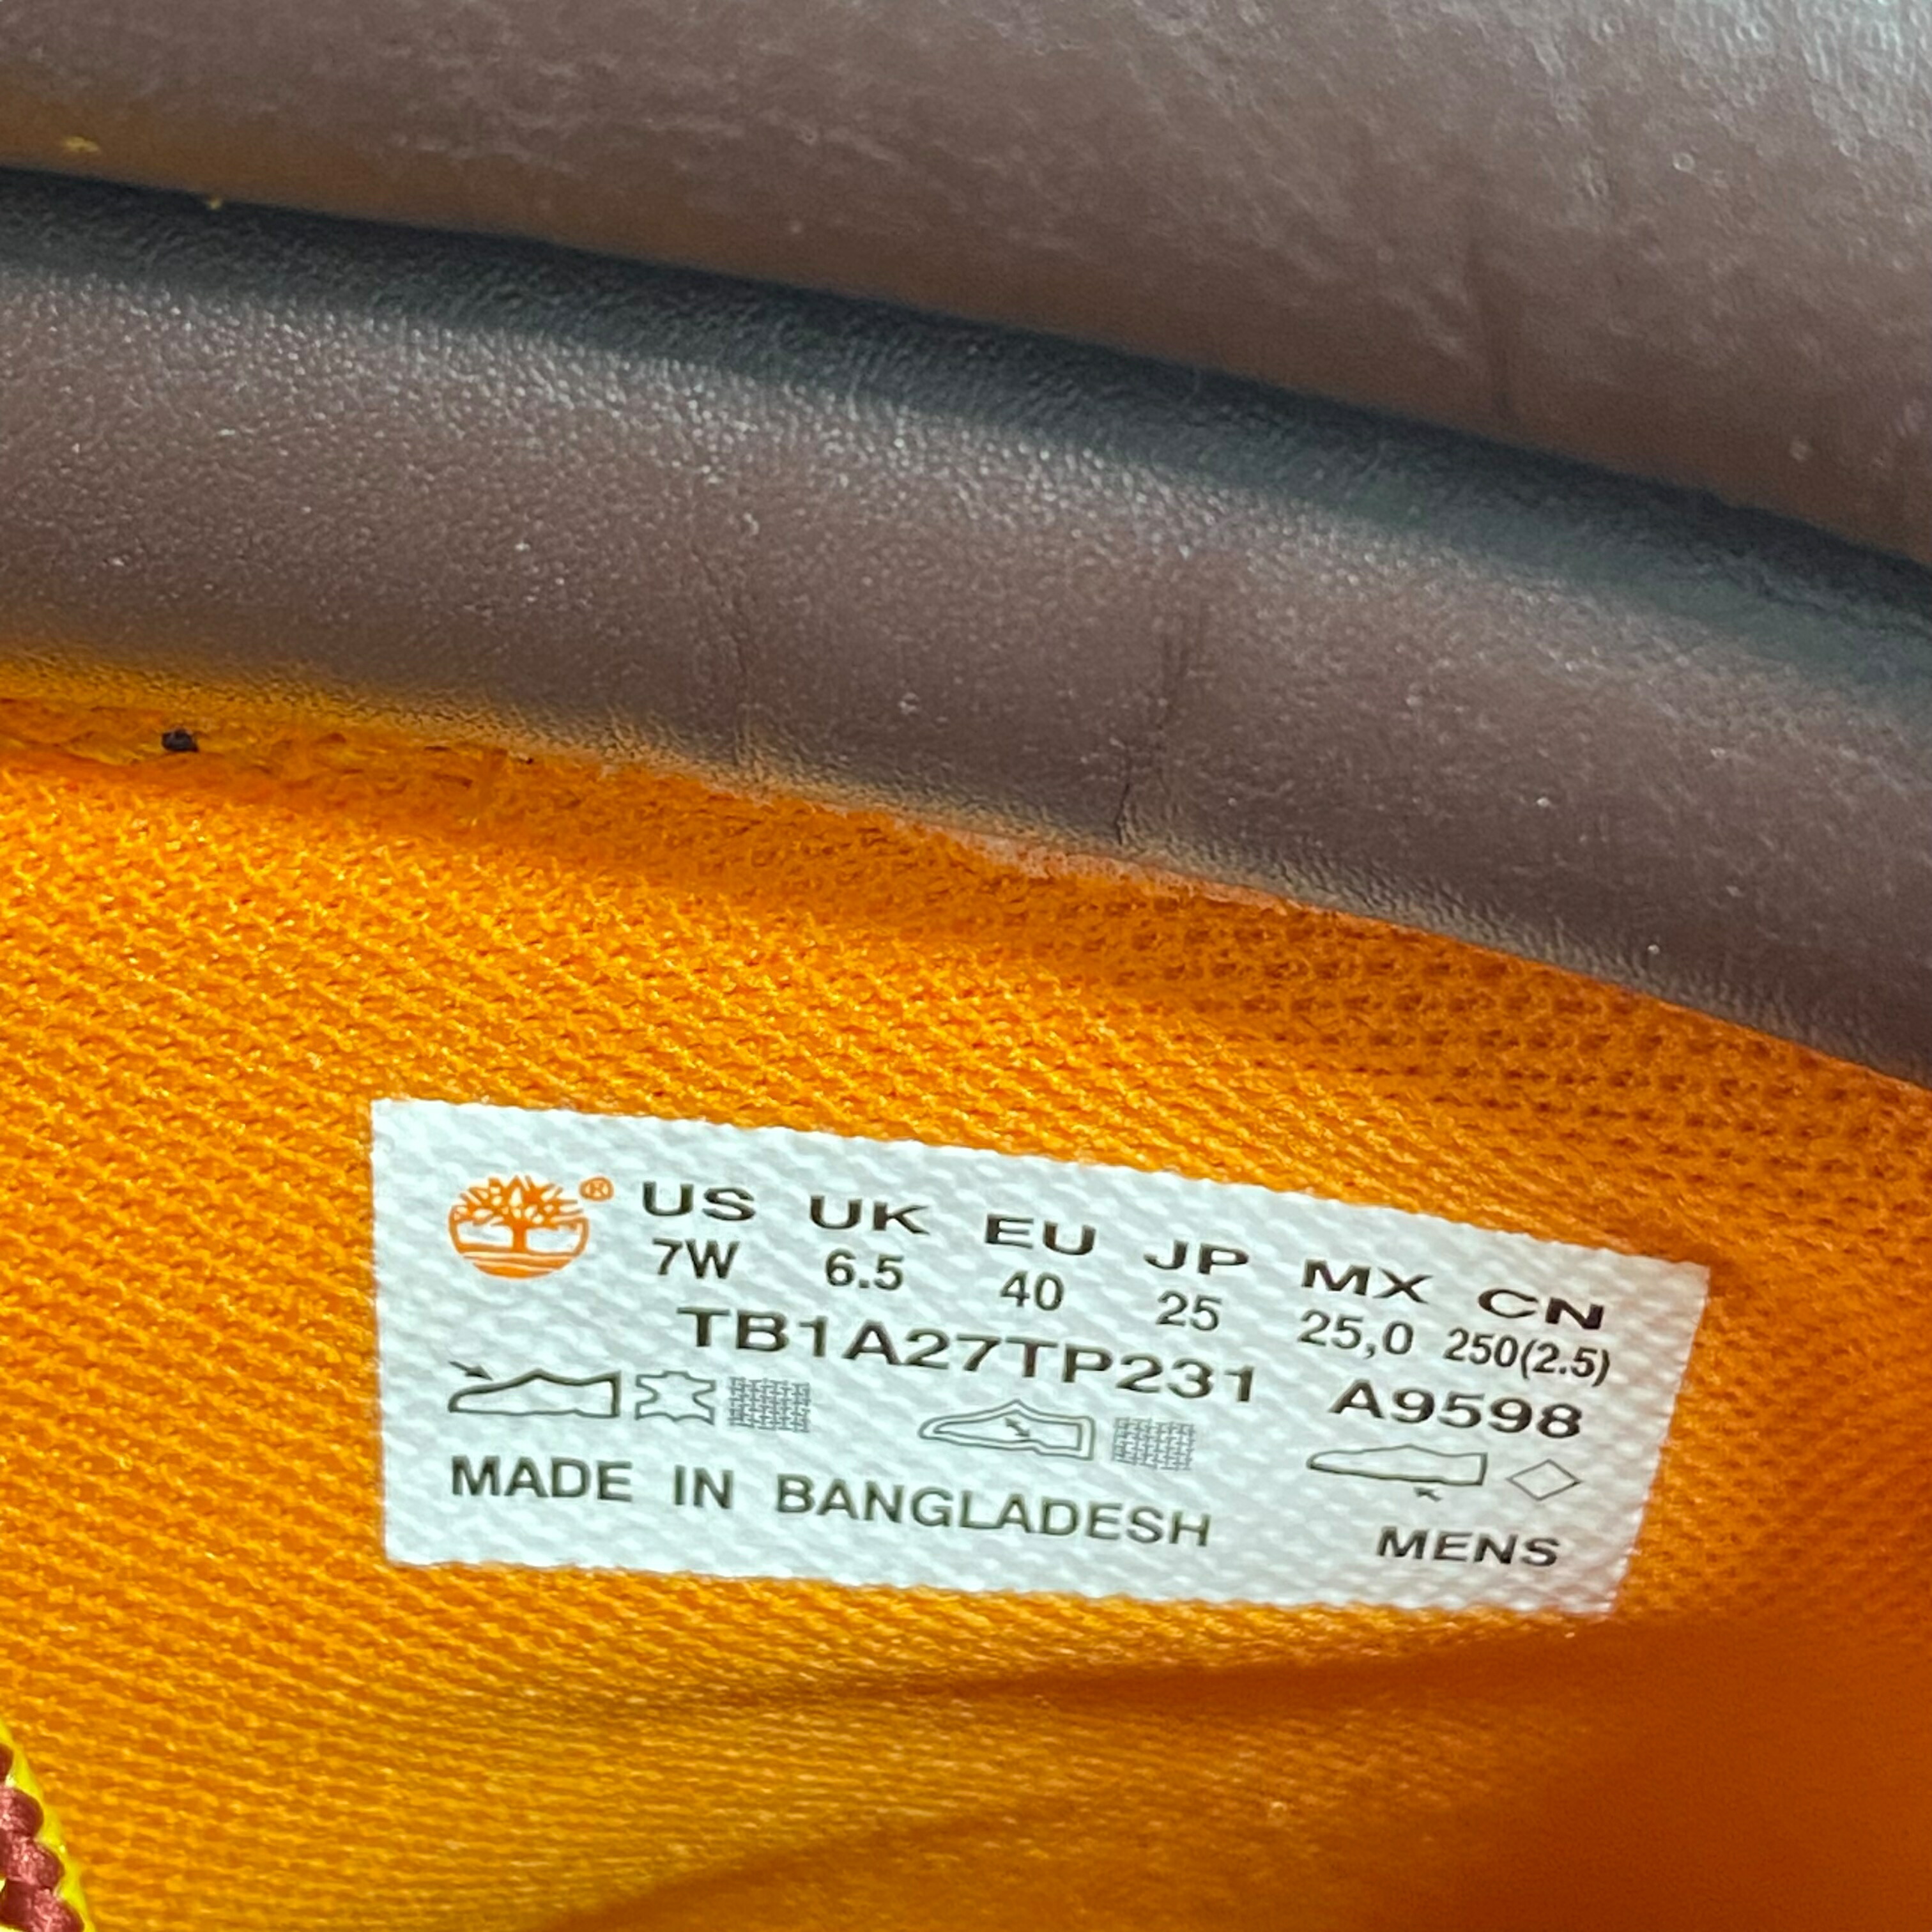 ® US UK EU JP MX CN
7W 6.5 40 25 25,0 250(2.5)
TB1A27TP231 A9598
MADE IN BANGLADESH MENS